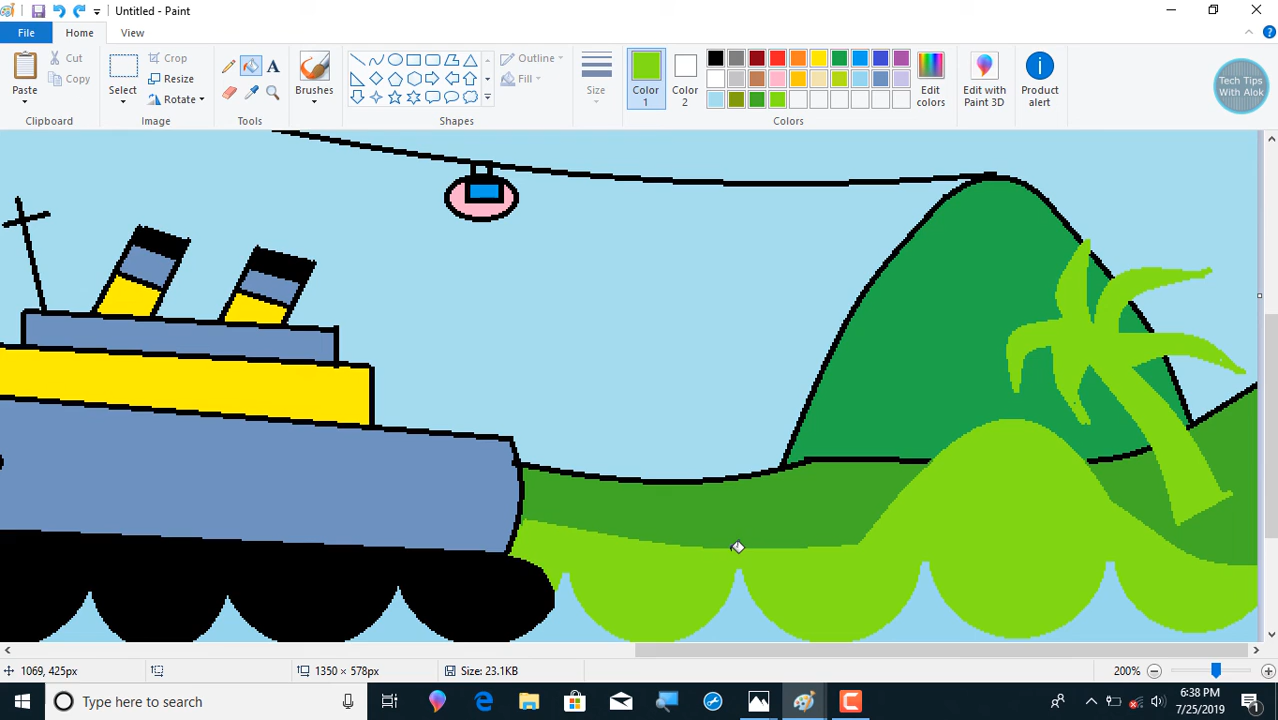 Untitled - Paint
File
Home
View
Paste
Cut
Copy
Clipboard
Select
Crop
Resize
Rotate
Image
A
Tools
Brushes
Shapes
Outline
Fill
Size
Color 1
Color 2
Colors
Edit colors
Edit with Paint 3D
Product alert
Tech Tips With Alok
1069, 425px
1350 × 578px
Size: 23.1KB
200%
Type here to search
6:38 PM
7/25/2019
1